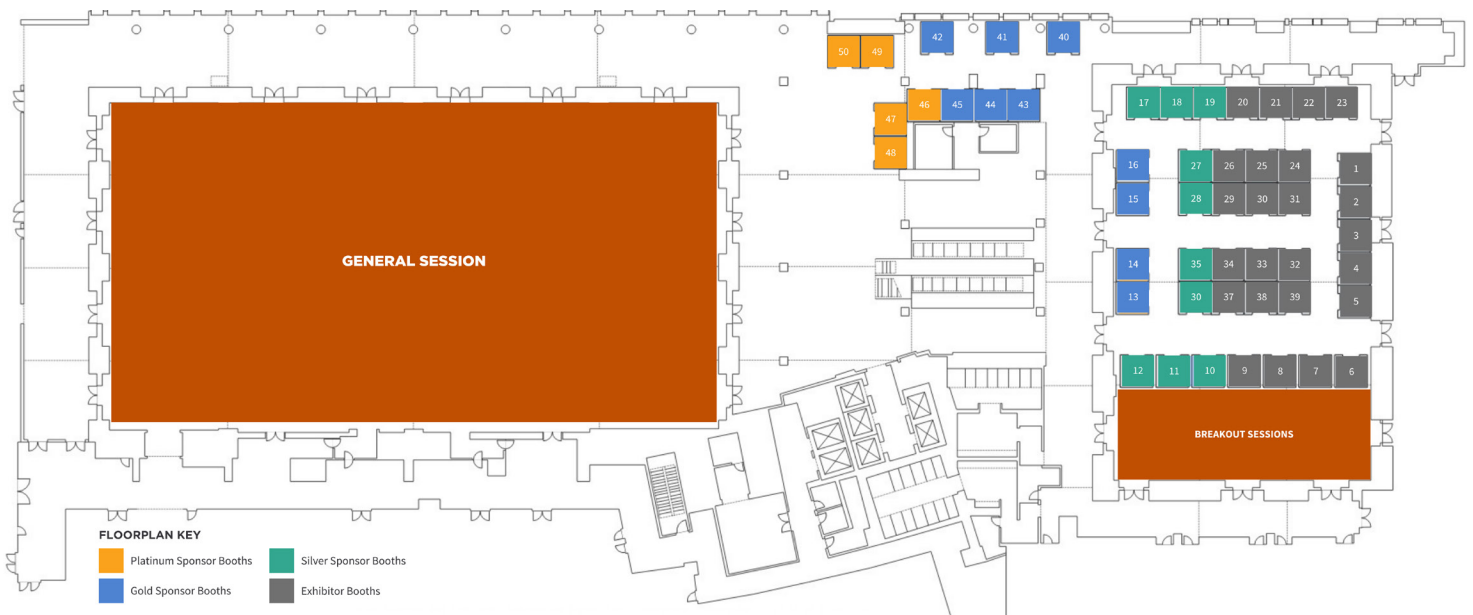 42 41 40
50 49
46 45 44 43
47
48
17 18 19 20 21 22 23
16 27 26 25 24 1
15 28 29 30 31 2
3
14 35 34 33 32 4
13 30 37 38 39 5
12 11 10 9 8 7 6
GENERAL SESSION
BREAKOUT SESSIONS
FLOORPLAN KEY
Platinum Sponsor Booths
Silver Sponsor Booths
Gold Sponsor Booths
Exhibitor Booths